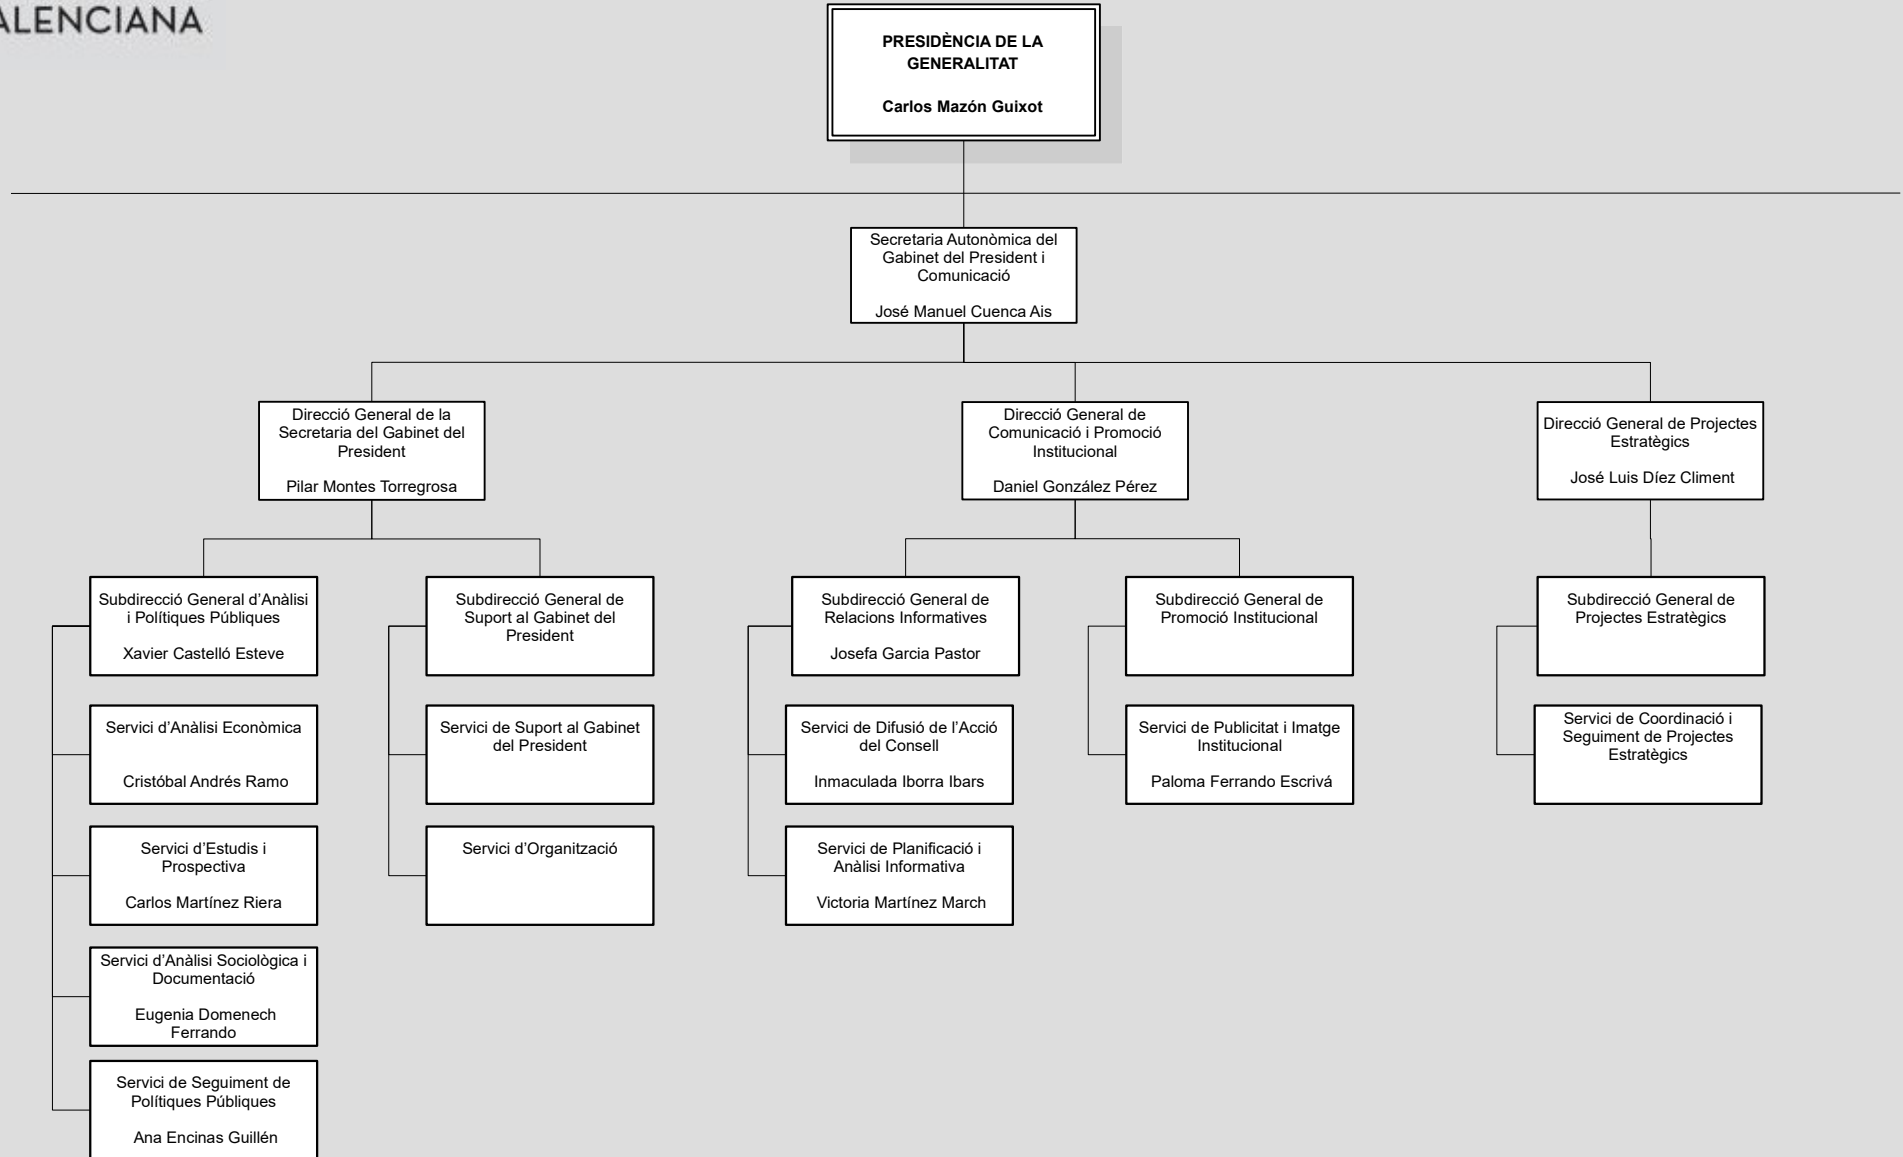 ALENCIANA
PRESIDÈNCIA DE LA
GENERALITAT
Carlos Mazón Guixot
Secretaria Autonòmica del
Gabinet del President i
Comunicació
José Manuel Cuenca Ais
Direcció General de la
Secretaria del Gabinet del
President
Pilar Montes Torregrosa
Direcció General de
Comunicació i Promoció
Institucional
Daniel González Pérez
Direcció General de Projectes
Estratègics
José Luis Díez Climent
Subdirecció General d’Anàlisi
i Polítiques Públiques
Xavier Castelló Esteve
Subdirecció General de
Suport al Gabinet del
President
Subdirecció General de
Relacions Informatives
Josefa Garcia Pastor
Subdirecció General de
Promoció Institucional
Subdirecció General de
Projectes Estratègics
Servici d’Anàlisi Econòmica
Cristóbal Andrés Ramo
Servici de Suport al Gabinet
del President
Servici de Difusió de l’Acció
del Consell
Inmaculada Iborra Ibars
Servici de Publicitat i Imatge
Institucional
Paloma Ferrando Escrivá
Servici de Coordinació i
Seguiment de Projectes
Estratègics
Servici d’Estudis i
Prospectiva
Carlos Martínez Riera
Servici d’Organització
Servici de Planificació i
Anàlisi Informativa
Victoria Martínez March
Servici d’Anàlisi Sociològica i
Documentació
Eugenia Domenech
Ferrando
Servici de Seguiment de
Polítiques Públiques
Ana Encinas Guillén